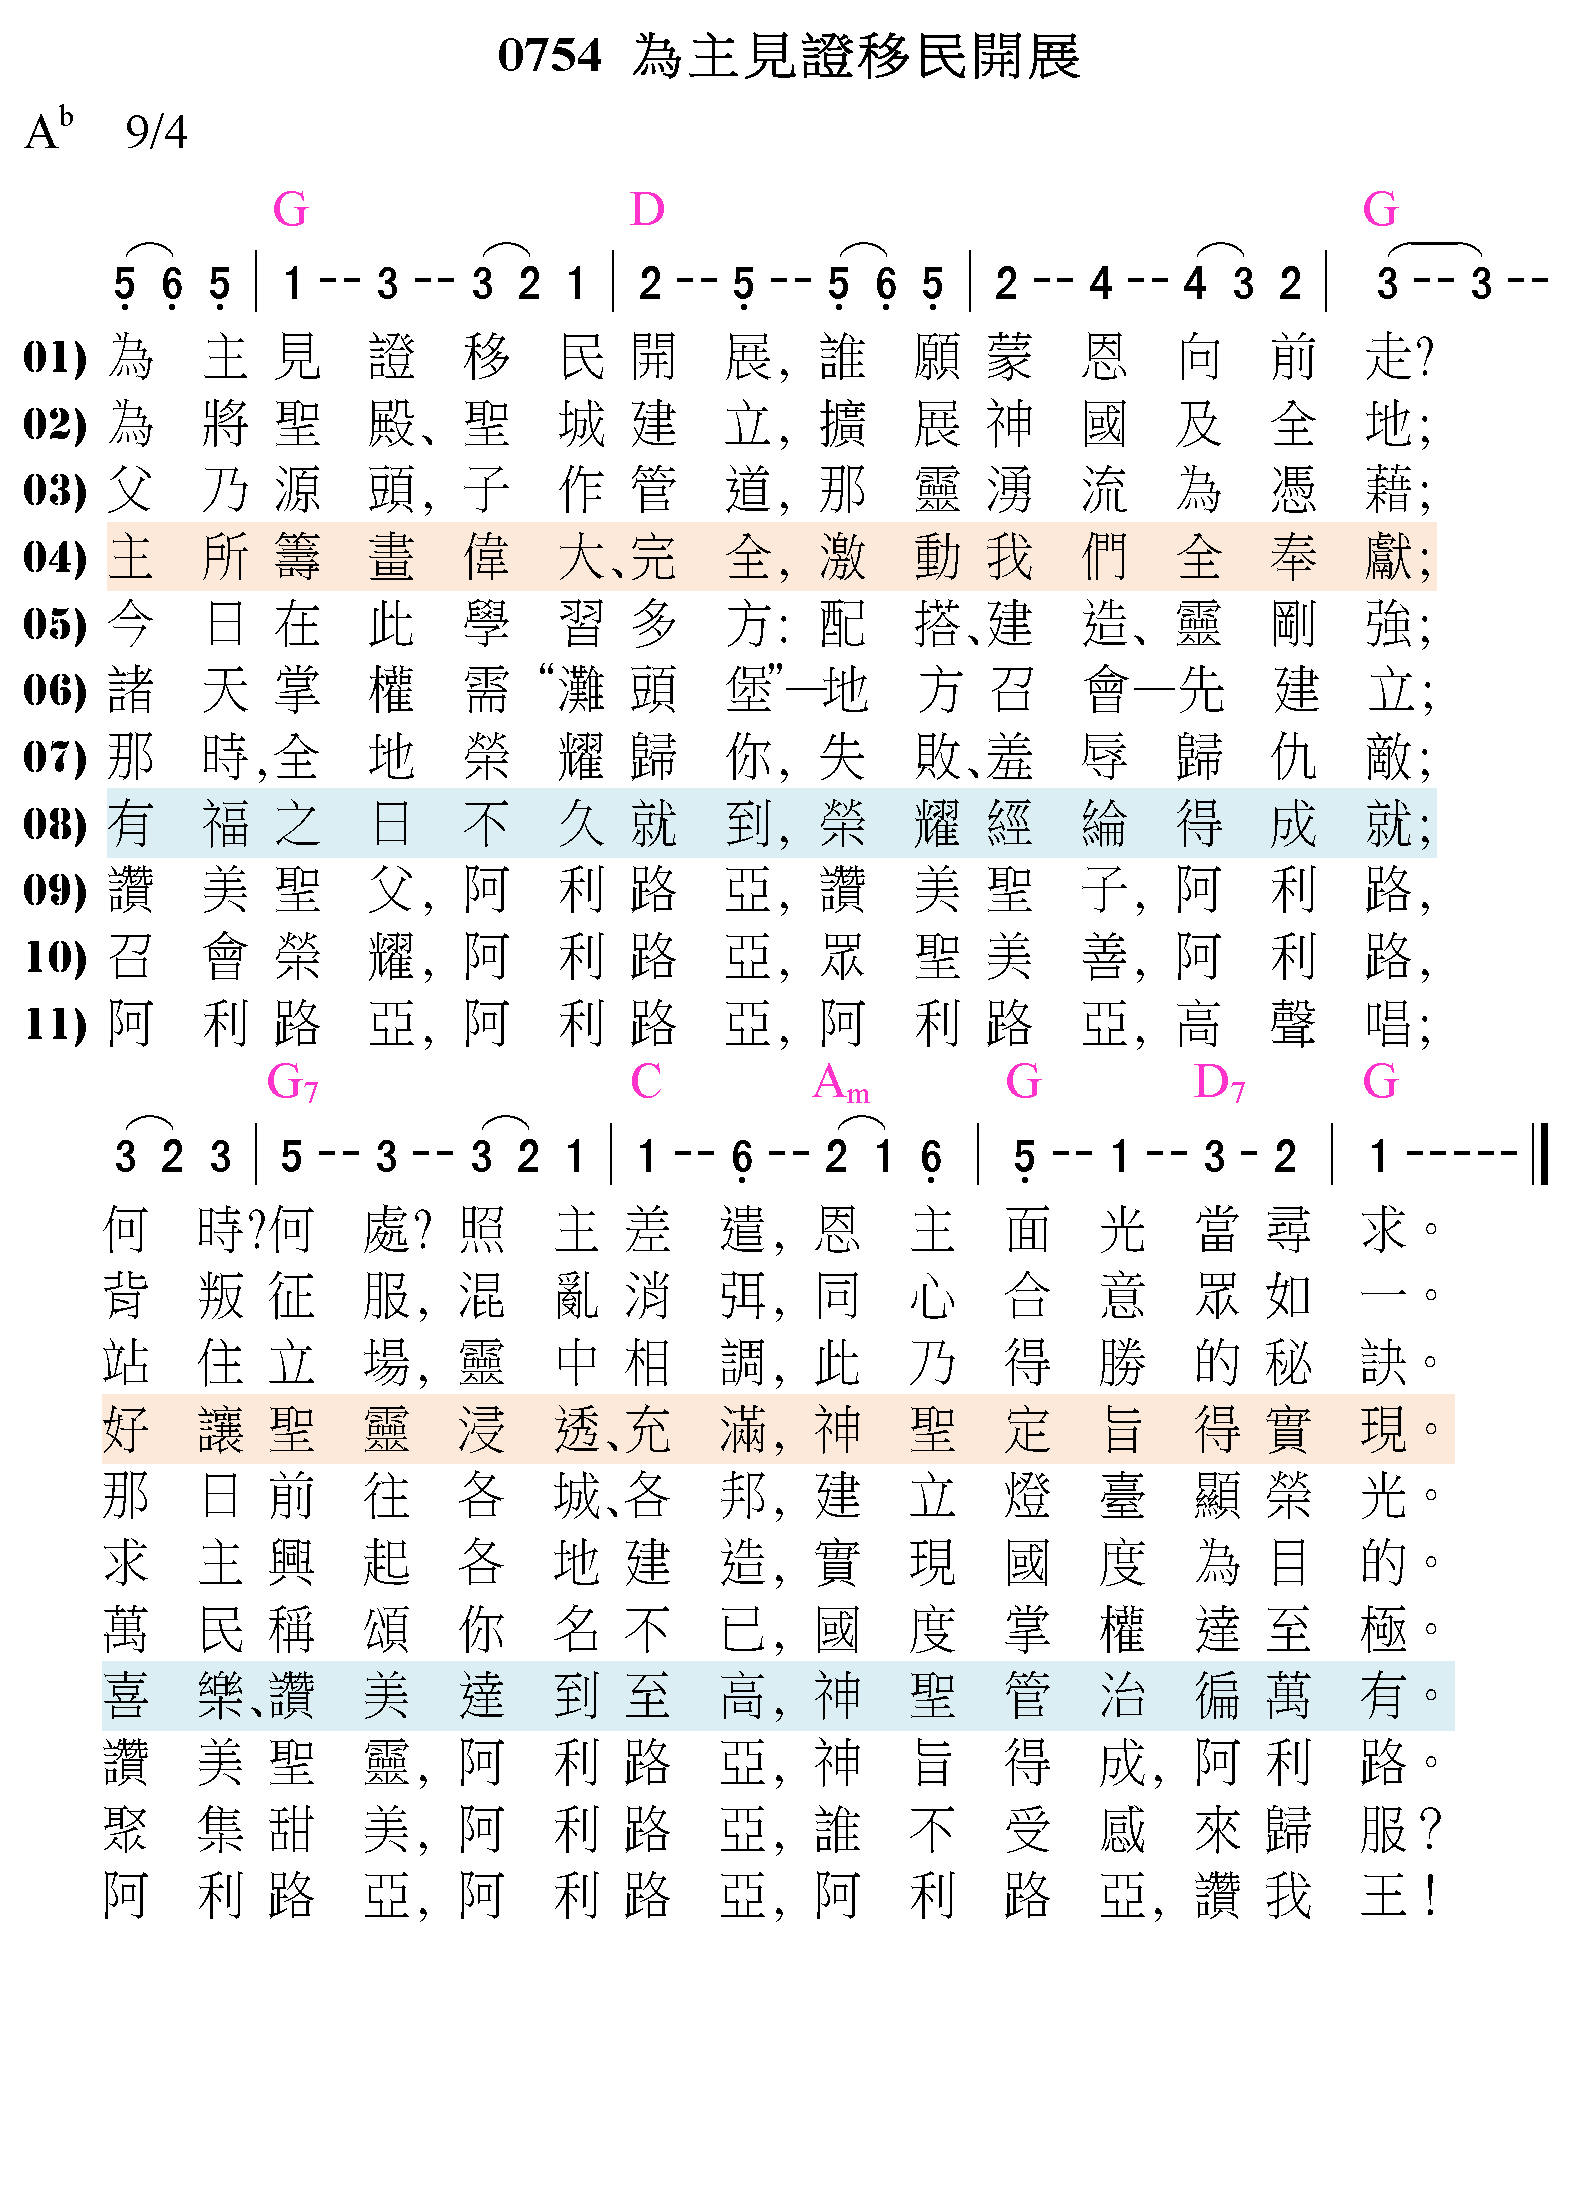 0754 為主見證移民開展
A♭ 9/4
G D G
5̣ 6̣ 5̣ | 1 -- 3 -- 3 2 1 | 2 -- 5̣ -- 5̣ 6̣ 5̣ | 2 -- 4 -- 4 3 2 | 3 -- 3 --
01) 為主見證移民開展,誰願蒙恩向前走?
02) 為將聖殿、聖城建立,擴展神國及全地;
03) 父乃源頭,子作管道,那靈湧流為憑藉;
04) 主所籌畫偉大、完全,激動我們全奉獻;
05) 今日在此學習多方:配搭、建造、靈剛強;
06) 諸天掌權需“灘頭堡”—地方召會—先建立;
07) 那時,全地榮耀歸你,失敗、羞辱歸仇敵;
08) 有福之日不久就到,榮耀經綸得成就;
09) 讚美聖父,阿利路亞,讚美聖子,阿利路,
10) 召會榮耀,阿利路亞,眾聖美善,阿利路,
11) 阿利路亞,阿利路亞,阿利路亞,高聲唱;
G7 C Am G D7 G
3 2 3 | 5 -- 3 -- 3 2 1 | 1 -- 6̣ -- 2 1 6̣ | 5̣ -- 1 -- 3 - 2 | 1 -----
何時?何處?照主差遣,恩主面光當尋求。
背叛征服,混亂消弭,同心合意眾如一。
站住立場,靈中相調,此乃得勝的秘訣。
好讓聖靈浸透、充滿,神聖定旨得實現。
那日前往各城、各邦,建立燈臺顯榮光。
求主興起各地建造,實現國度為目的。
萬民稱頌你名不已,國度掌權達至極。
喜樂、讚美達到至高,神聖管治徧萬有。
讚美聖靈,阿利路亞,神旨得成,阿利路。
聚集甜美,阿利路亞,誰不受感來歸服?
阿利路亞,阿利路亞,阿利路亞,讚我王!